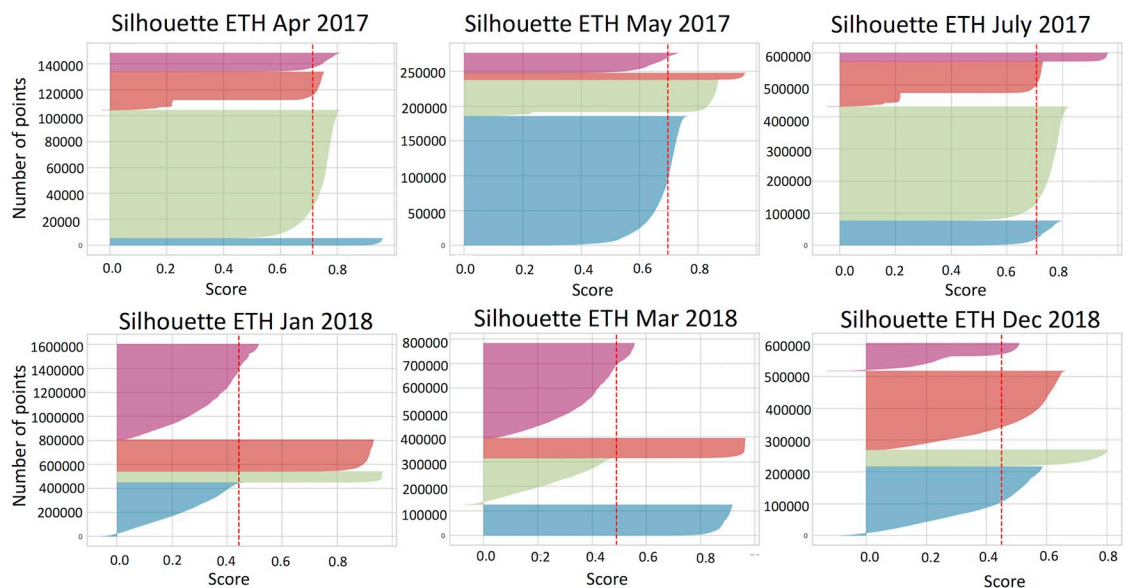 Silhouette ETH Apr 2017
Number of points
140000
120000
100000
80000
60000
40000
20000
0
0.0 0.2 0.4 0.6 0.8
Score
Silhouette ETH May 2017
250000
200000
150000
100000
50000
0
0.0 0.2 0.4 0.6 0.8
Score
Silhouette ETH July 2017
600000
500000
400000
300000
200000
100000
0
0.0 0.2 0.4 0.6 0.8
Score
Silhouette ETH Jan 2018
Number of points
1600000
1400000
1200000
1000000
800000
600000
400000
200000
0
0.0 0.2 0.4 0.6 0.8
Score
Silhouette ETH Mar 2018
800000
700000
600000
500000
400000
300000
200000
100000
0
0.0 0.2 0.4 0.6 0.8
Score
Silhouette ETH Dec 2018
600000
500000
400000
300000
200000
100000
0
0.0 0.2 0.4 0.6 0.8
Score